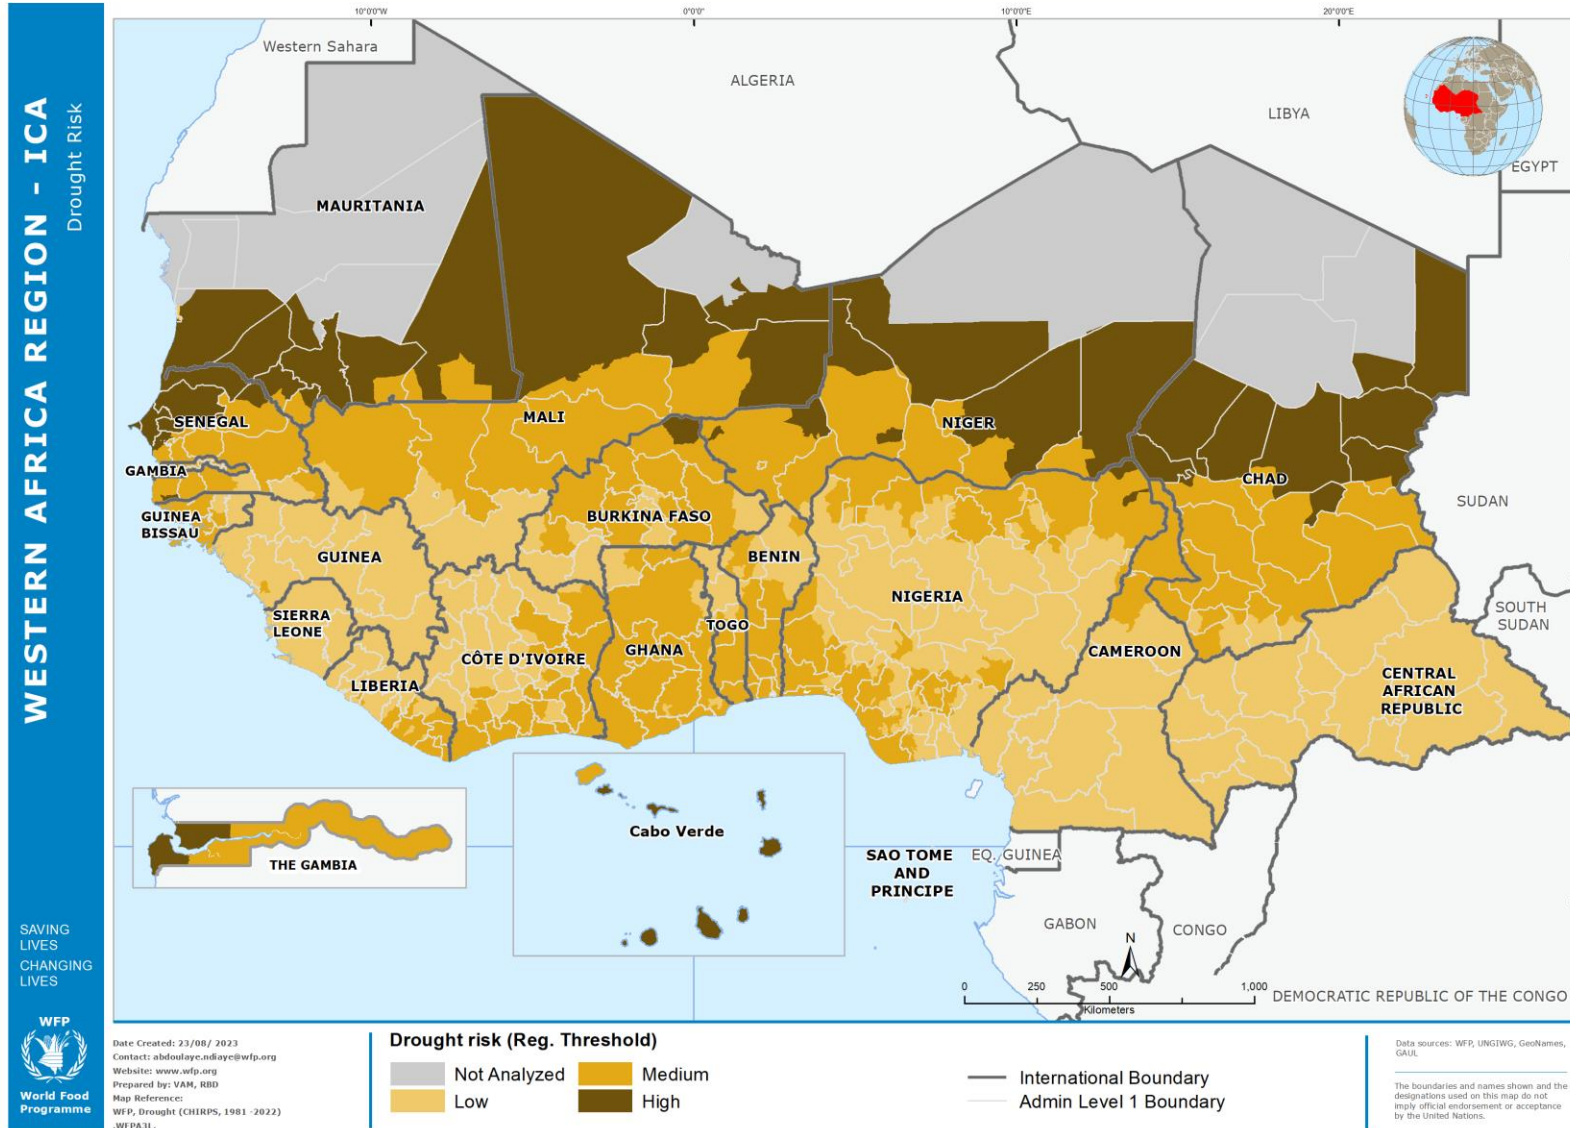 WESTERN AFRICA REGION - ICA
Drought Risk
SAVING
LIVES
CHANGING
LIVES
WFP
World Food
Programme
10°0'0"W
0°0'0"
10°0'0"E
20°0'0"E
Western Sahara
ALGERIA
LIBYA
EGYPT
MAURITANIA
SENEGAL
MALI
NIGER
GAMBIA
CHAD
SUDAN
GUINEA
BISSAU
BURKINA FASO
GUINEA
BENIN
NIGERIA
SIERRA
LEONE
SOUTH
SUDAN
TOGO
GHANA
CÔTE D'IVOIRE
CAMEROON
LIBERIA
CENTRAL
AFRICAN
REPUBLIC
Cabo Verde
THE GAMBIA
SAO TOME
AND
PRINCIPE
EQ. GUINEA
GABON
CONGO
N
0 250 500 1,000
Kilometers
DEMOCRATIC REPUBLIC OF THE CONGO
Date Created: 23/08/ 2023
Contact: abdoulaye.ndiaye@wfp.org
Website: www.wfp.org
Prepared by: VAM, RBD
Map Reference:
WFP, Drought (CHIRPS, 1981 -2022)
.WFPA3L.
Drought risk (Reg. Threshold)
Not Analyzed
Medium
Low
High
International Boundary
Admin Level 1 Boundary
Data sources: WFP, UNGIWG, GeoNames,
GAUL
The boundaries and names shown and the
designations used on this map do not
imply official endorsement or acceptance
by the United Nations.